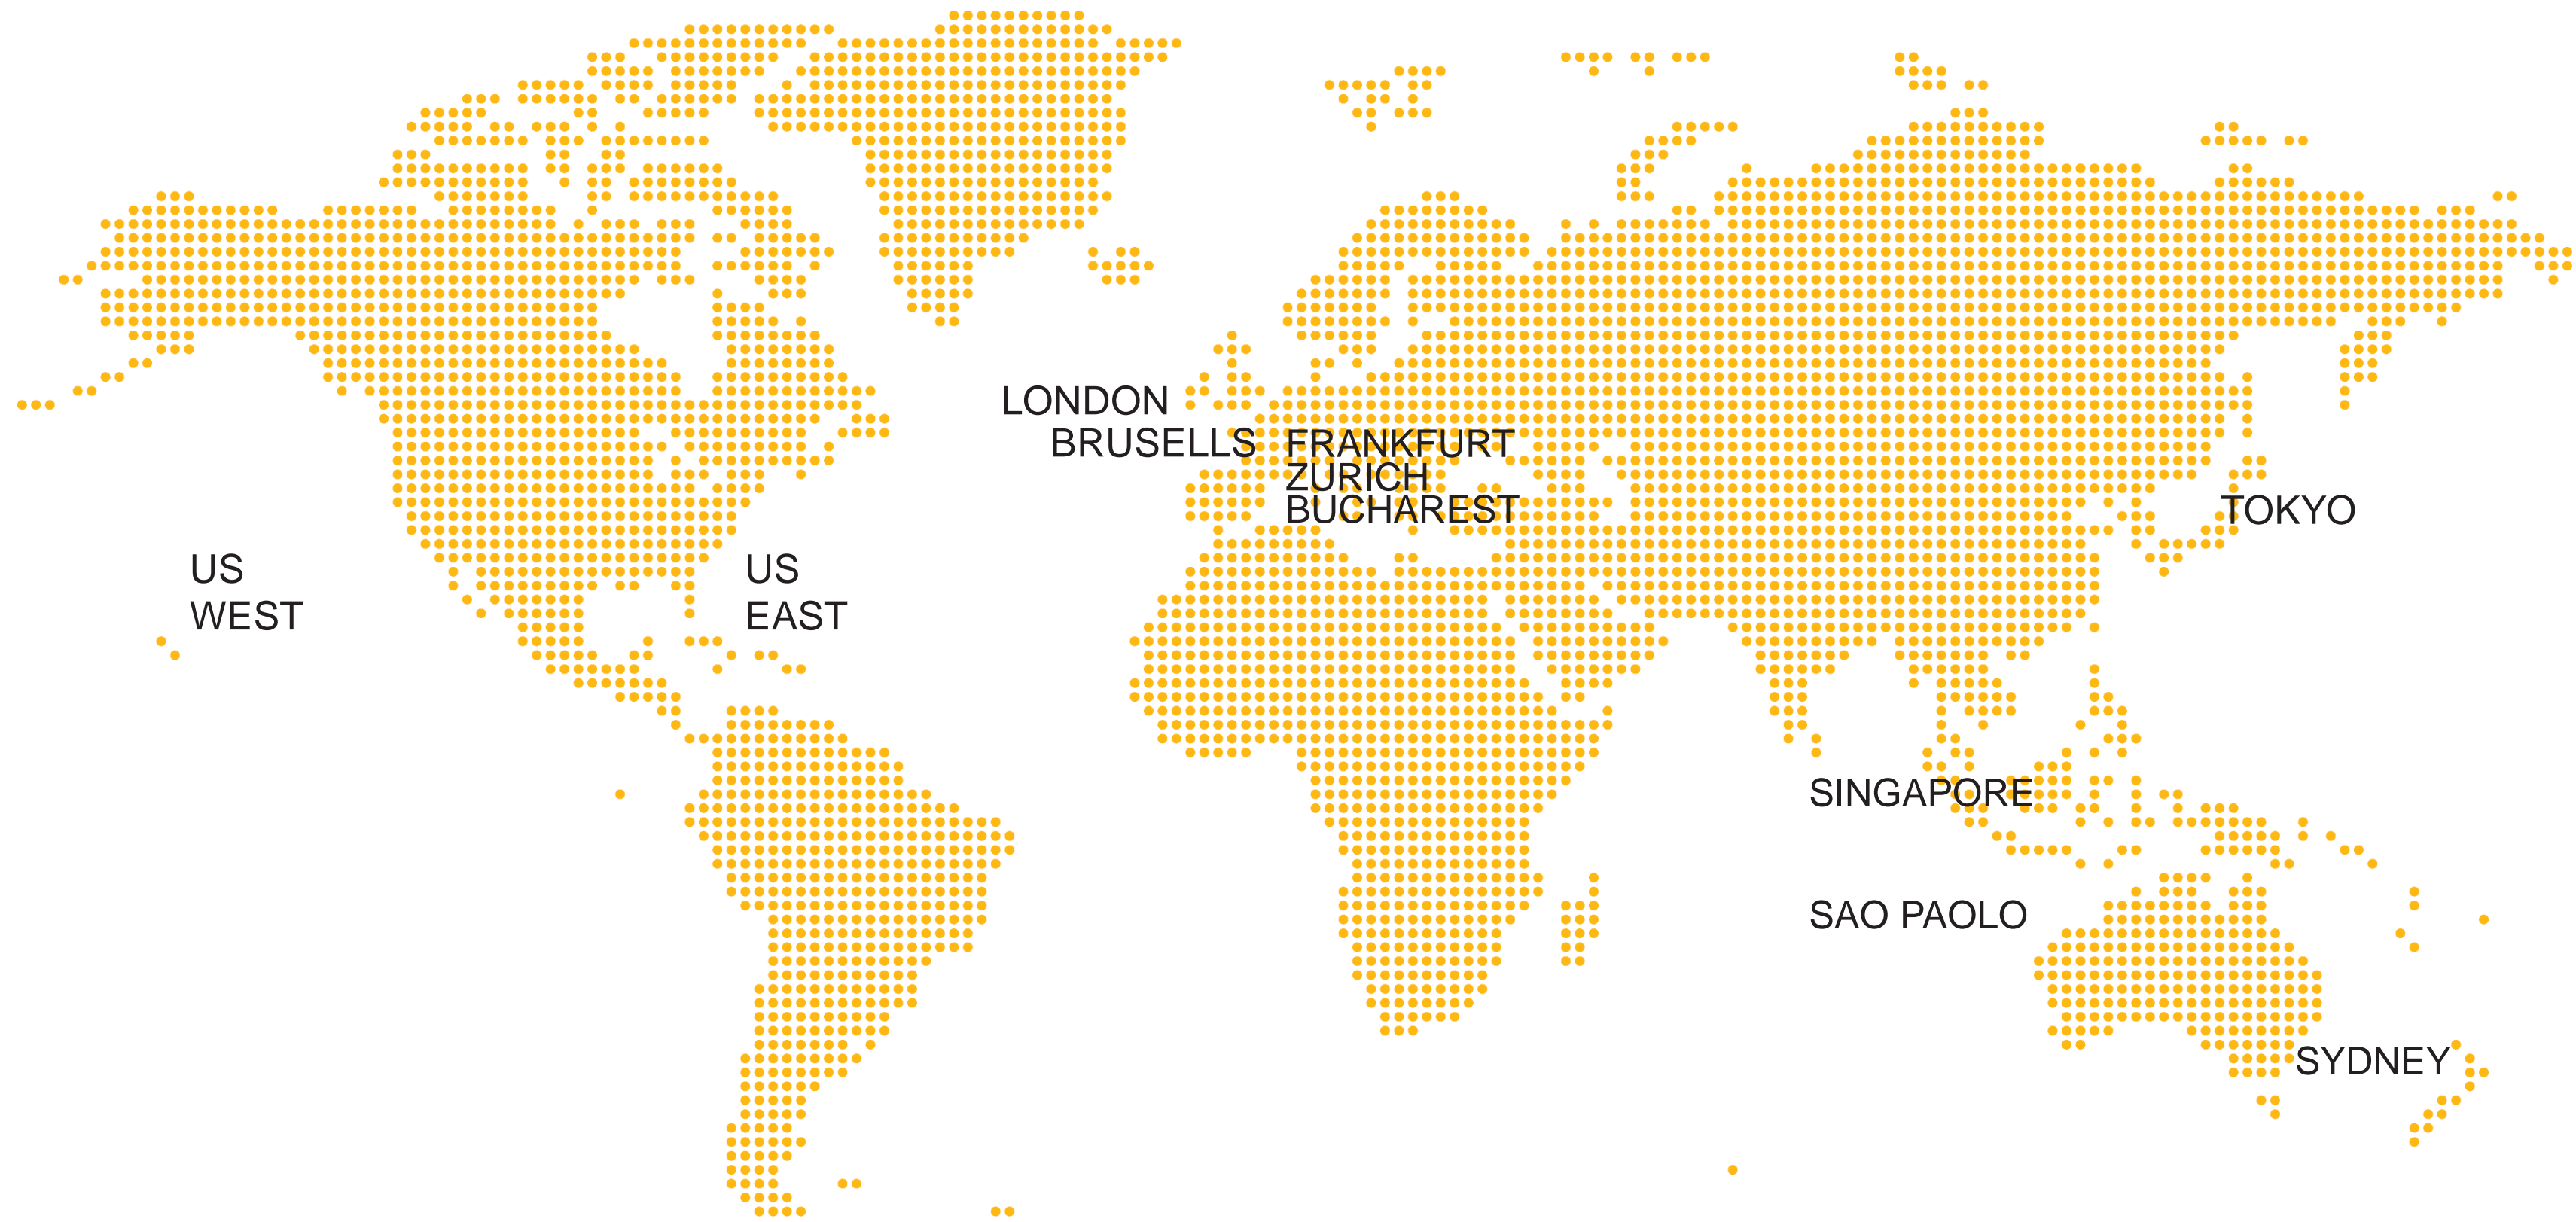 LONDON
BRUSELLS
FRANKFURT
ZURICH
BUCHAREST
TOKYO
US
WEST
US
EAST
SINGAPORE
SAO PAOLO
SYDNEY